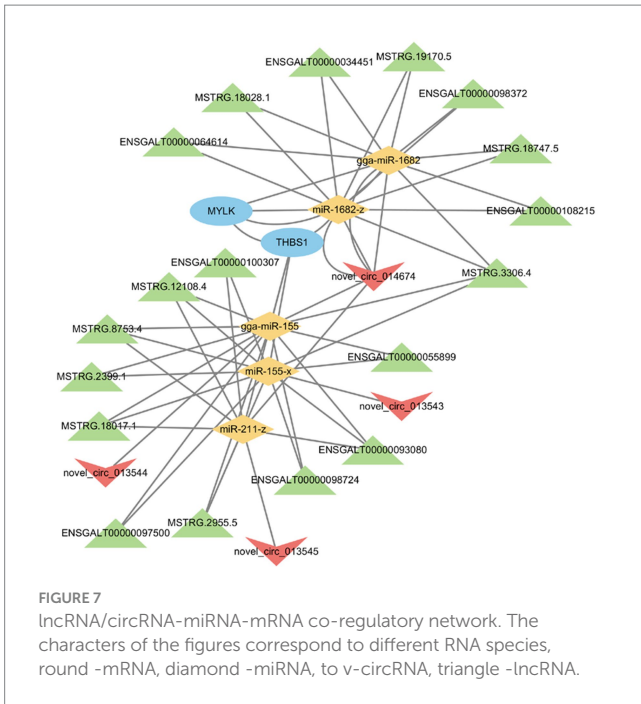 MSTRG.19170.5
ENSGALT00000034451
ENSGALT00000098372
MSTRG.18028.1
ENSGALT00000064614
MSTRG.18747.5
gga-miR-1682
MYLK
miR-1682-z
ENSGALT00000108215
THBS1
ENSGALT00000100307
novel_circ_014674
MSTRG.3306.4
MSTRG.12108.4
gga-miR-155
MSTRG.8753.4
ENSGALT00000055899
miR-155-x
MSTRG.2399.1
novel_circ_013543
MSTRG.18017.1
miR-211-z
ENSGALT00000093080
novel_circ_013544
ENSGALT00000098724
MSTRG.2955.5
ENSGALT00000097500
novel_circ_013545
FIGURE 7
lncRNA/circRNA-miRNA-mRNA co-regulatory network. The
characters of the figures correspond to different RNA species,
round -mRNA, diamond -miRNA, to v-circRNA, triangle -lncRNA.